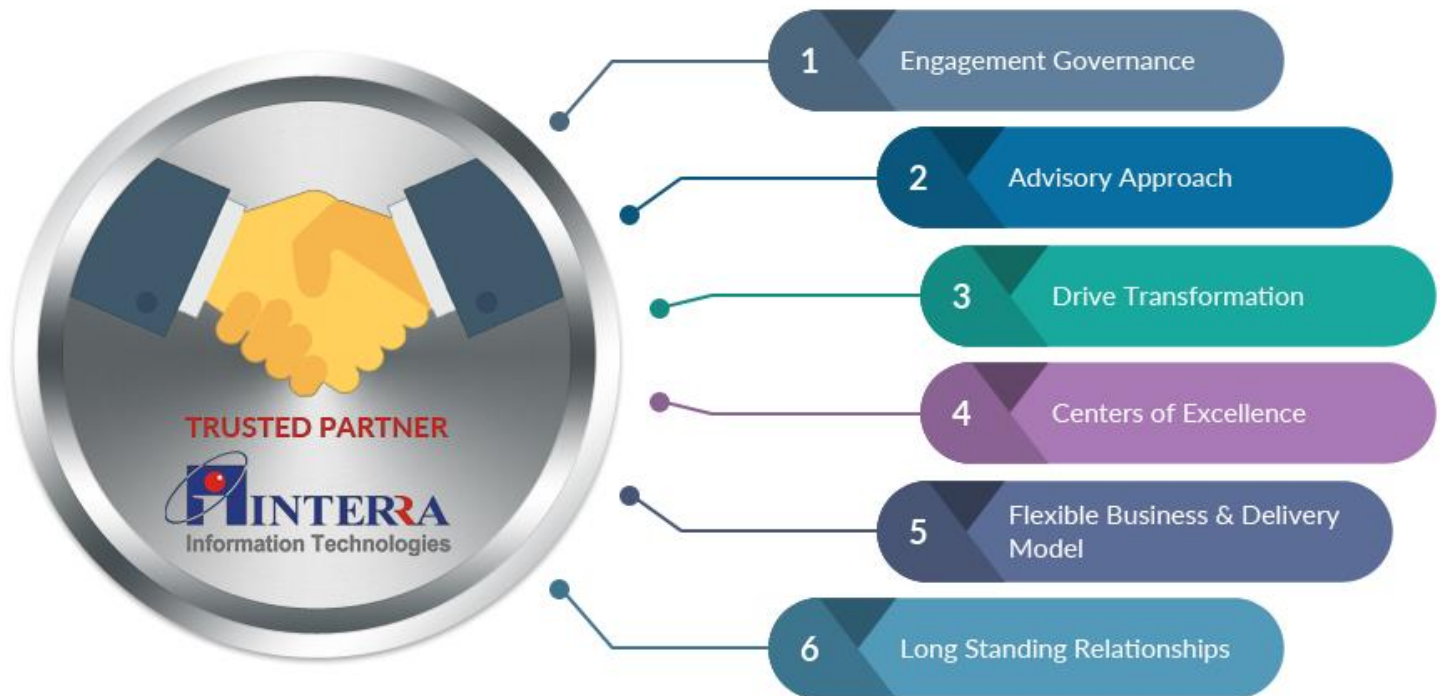 TRUSTED PARTNER
INTERRA
Information Technologies
1 Engagement Governance
2 Advisory Approach
3 Drive Transformation
4 Centers of Excellence
5 Flexible Business & Delivery
Model
6 Long Standing Relationships